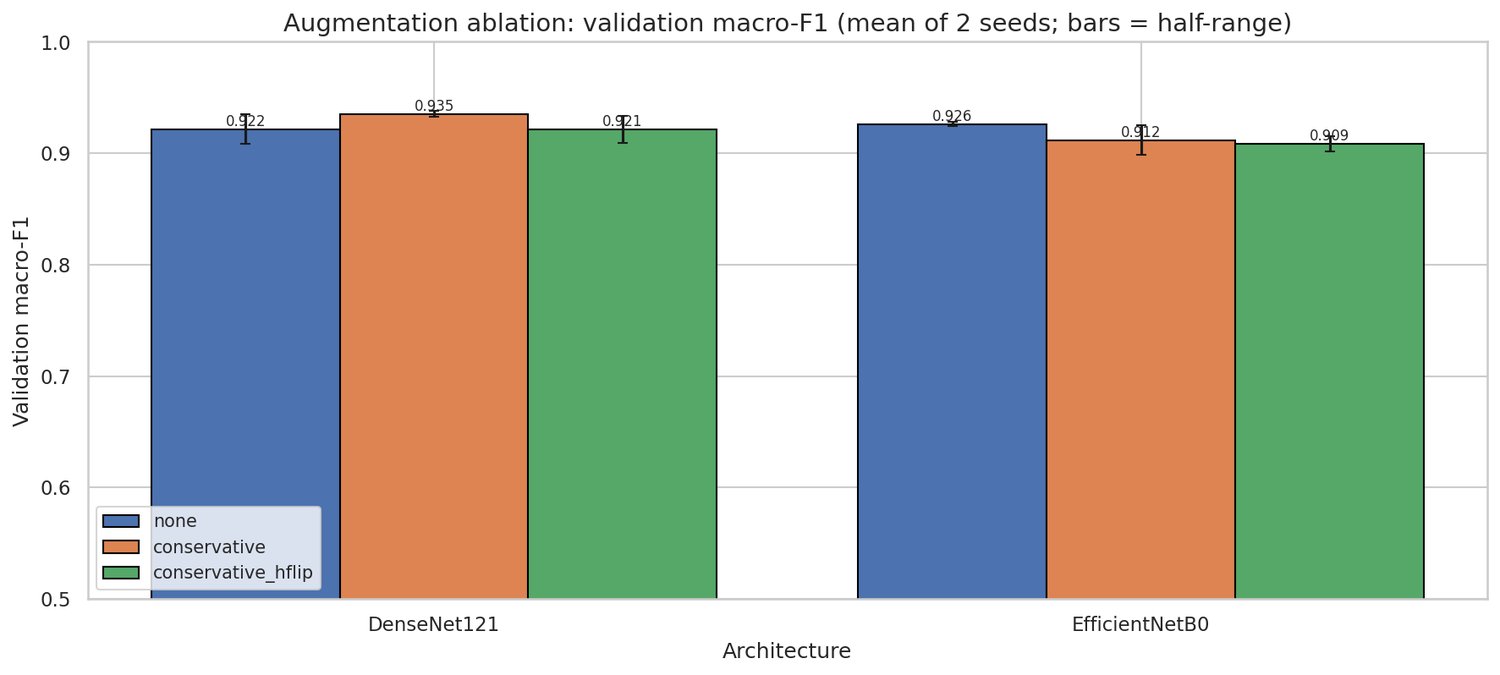 Augmentation ablation: validation macro-F1 (mean of 2 seeds; bars = half-range)
Validation macro-F1
1.0
0.9
0.8
0.7
0.6
0.5
0.922
0.935
0.921
0.926
0.912
0.909
none
conservative
conservative_hflip
DenseNet121
EfficientNetB0
Architecture